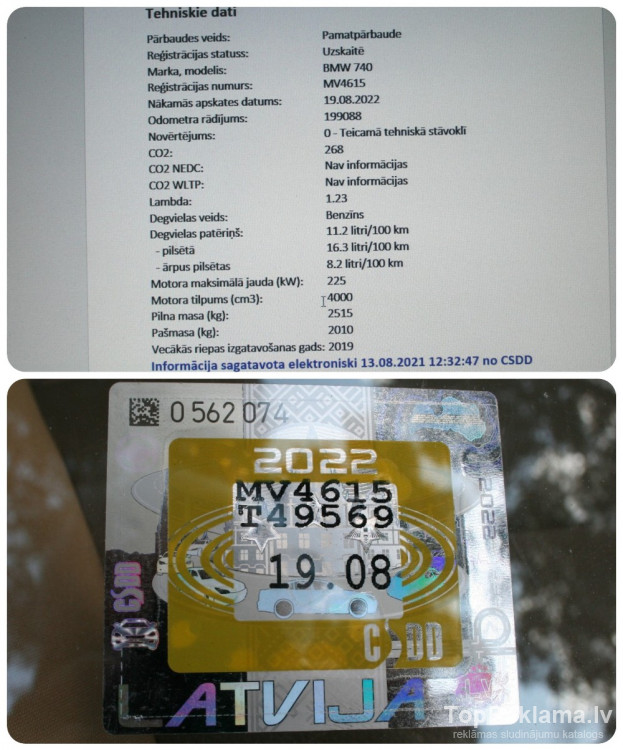 Tehniskie dati
Pārbaudes veids: Pamatpārbaude
Reģistrācijas statuss: Uzskaitē
Marka, modelis: BMW 740
Reģistrācijas numurs: MV4615
Nākamās apskates datums: 19.08.2022
Odometra rādījums: 199088
Novērtējums: 0 - Teicamā tehniskā stāvoklī
CO2: 268
CO2 NEDC: Nav informācijas
CO2 WLTP: Nav informācijas
Lambda: 1.23
Degvielas veids: Benzīns
Degvielas patēriņš: 11.2 litri/100 km
- pilsētā 16.3 litri/100 km
- ārpus pilsētas 8.2 litri/100 km
Motora maksimālā jauda (kW): 225
Motora tilpums (cm3): 4000
Pilna masa (kg): 2515
Pašmasa (kg): 2010
Vecākās riepas izgatavošanas gads: 2019
Informācija sagatavota elektroniski 13.08.2021 12:32:47 no CSDD
0 562 074
2022
MV4615
T49569
19.08
CSDD
CSDD
2022
LATVIJA
LV
TopReklama.lv
reklāmas sludinājumu katalogs